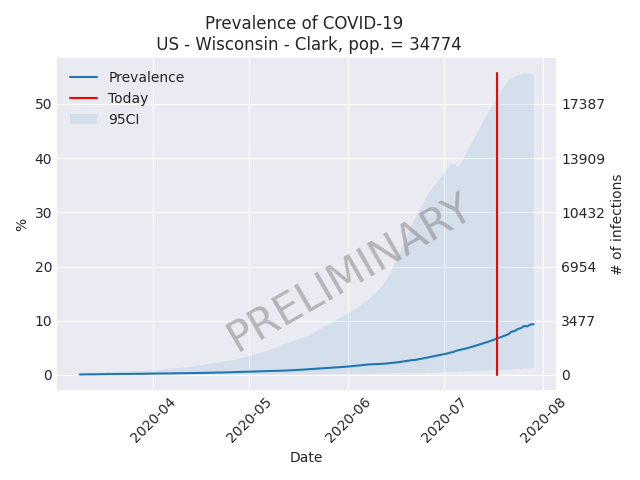 Prevalence of COVID-19
US - Wisconsin - Clark, pop. = 34774
Prevalence
Today
95CI
50
40
30
20
10
0
%
17387
13909
10432
6954
3477
0
# of infections
PRELIMINARY
2020-04
2020-05
2020-06
2020-07
2020-08
Date